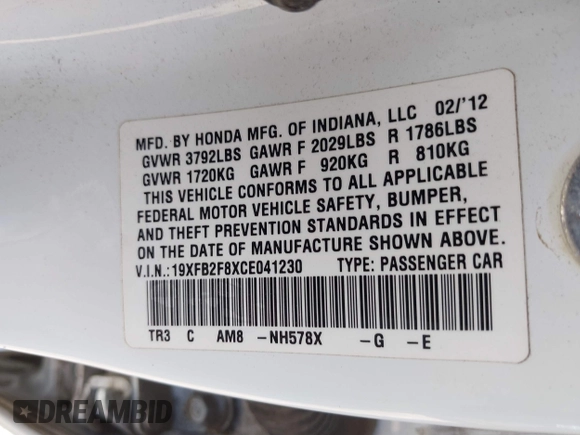 MFD. BY HONDA MFG. OF INDIANA, LLC 02/'12
GVWR 3792LBS GAWR F 2029LBS R 1786LBS
GVWR 1720KG GAWR F 920KG R 810KG
THIS VEHICLE CONFORMS TO ALL APPLICABLE
FEDERAL MOTOR VEHICLE SAFETY, BUMPER,
AND THEFT PREVENTION STANDARDS IN EFFECT
ON THE DATE OF MANUFACTURE SHOWN ABOVE.
V.I.N.:19XFB2F8XCE041230 TYPE: PASSENGER CAR
TR3 C AM8 -NH578X -G -E
DREAMBID